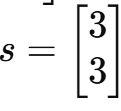 s = [3
3]